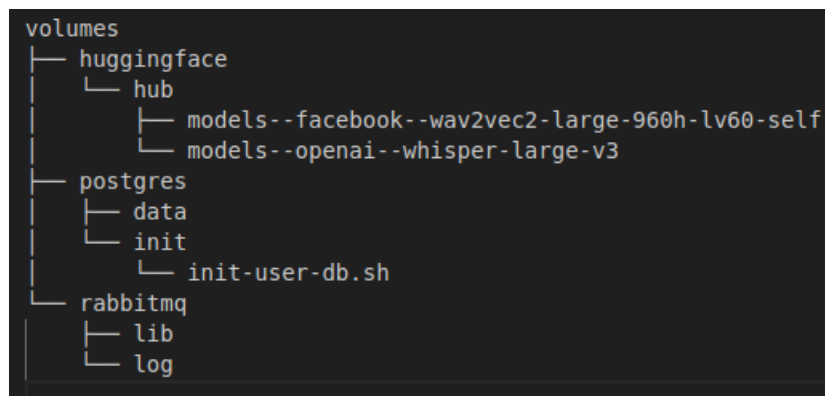 volumes
├── huggingface
│   └── hub
│       ├── models--facebook--wav2vec2-large-960h-lv60-self
│       └── models--openai--whisper-large-v3
├── postgres
│   ├── data
│   └── init
│       └── init-user-db.sh
└── rabbitmq
    ├── lib
    └── log